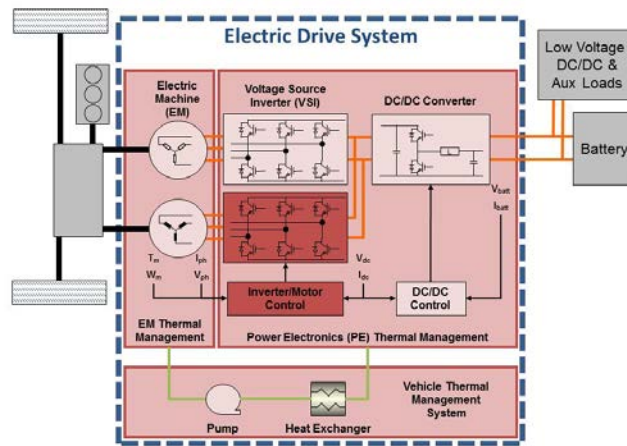 Electric Drive System
Low Voltage
DC/DC &
Aux Loads
Battery
Electric
Machine
(EM)
Voltage Source
Inverter (VSI)
DC/DC Converter
L
Tm
Iph
Wm
Vph
Vdc
Idc
Vbatt
Ibatt
Inverter/Motor
Control
DC/DC
Control
EM Thermal
Management
Power Electronics (PE) Thermal Management
Vehicle Thermal
Management
System
Pump
Heat Exchanger